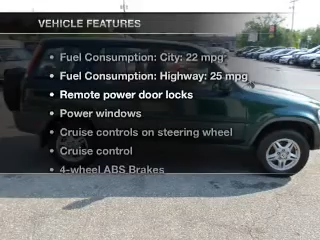 VEHICLE FEATURES
• Fuel Consumption: City: 22 mpg
• Fuel Consumption: Highway: 25 mpg
• Remote power door locks
• Power windows
• Cruise controls on steering wheel
• Cruise control
• 4-wheel ABS Brakes